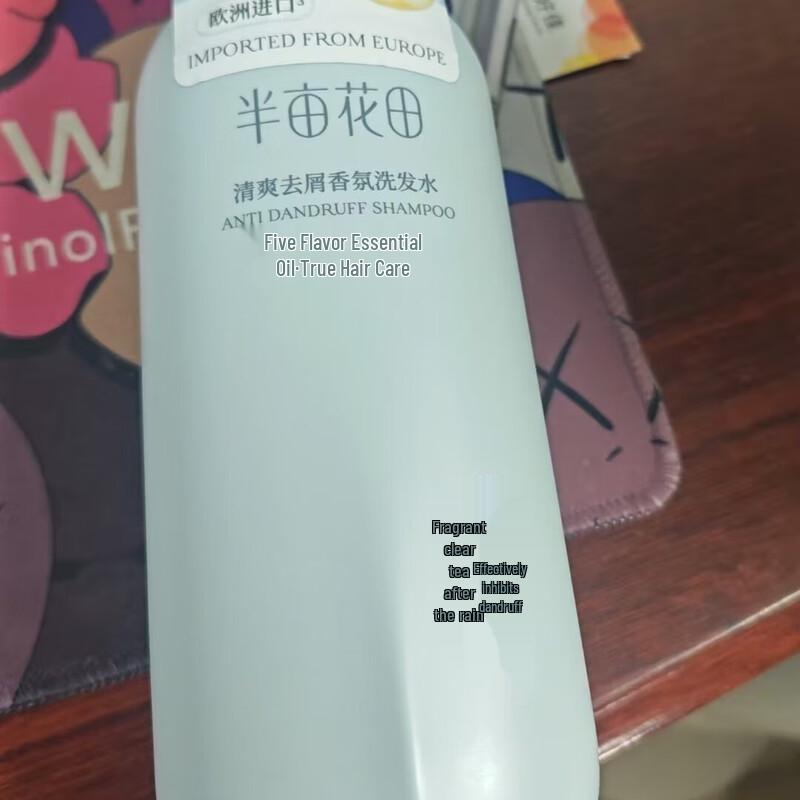 欧洲进口³
IMPORTED FROM EUROPE
半亩花田
清爽去屑香氛洗发水
ANTI DANDRUFF SHAMPOO
Five Flavor Essential
Oil·True Hair Care
W
inolF
Fragrant
clear
tea
after
the rain
Effectively
inhibits
dandruff